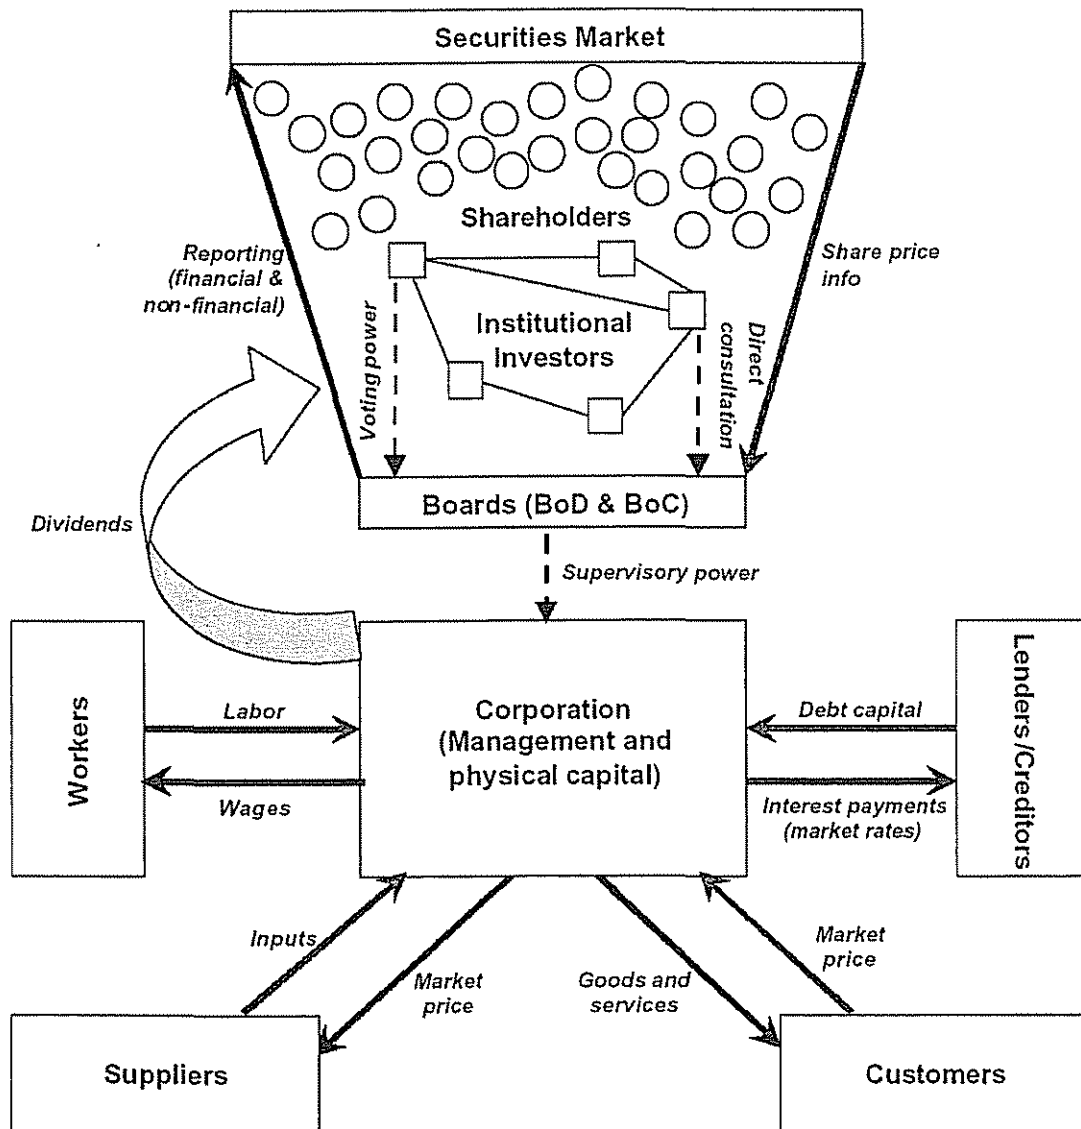 Securities Market
Shareholders
Reporting
(financial &
non-financial)
Share price
info
Voting power
Institutional
Investors
Direct
consultation
Boards (BoD & BoC)
Dividends
Supervisory power
Workers
Labor
Wages
Corporation
(Management and
physical capital)
Debt capital
Interest payments
(market rates)
Lenders/Creditors
Inputs
Market
price
Goods and
services
Market
price
Suppliers
Customers